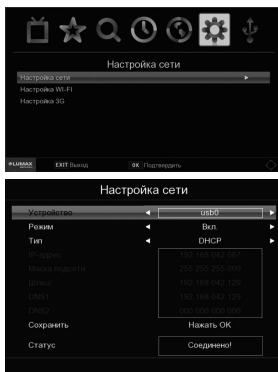 Настройка сети
Настройка сети
Настройка WI-FI
Настройка 3G
LUMAX EXIT Выход OK Подтвердить
Настройка сети
Устройство usb0
Режим Вкл.
Тип DHCP
IP-адрес 192.168.042.087
Маска подсети 255.255.255.000
Шлюз 192.168.042.129
DNS1 192.168.042.129
DNS2 000.000.000.000
Сохранить Нажать OK
Статус Соединено!